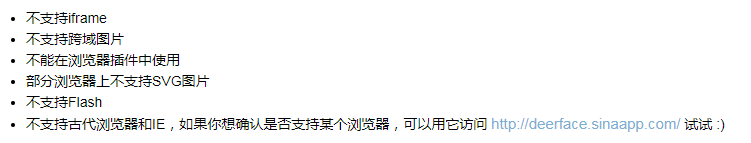 不支持iframe
不支持跨域图片
不能在浏览器插件中使用
部分浏览器上不支持SVG图片
不支持Flash
不支持古代浏览器和IE，如果你想确认是否支持某个浏览器，可以用它访问 http://deerface.sinaapp.com/ 试试 :)